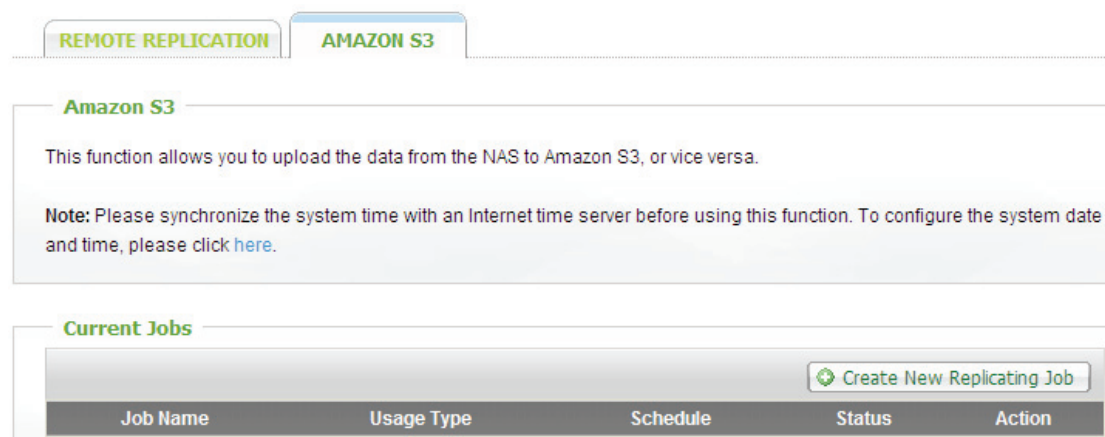 REMOTE REPLICATION AMAZON S3
Amazon S3
This function allows you to upload the data from the NAS to Amazon S3, or vice versa.
Note: Please synchronize the system time with an Internet time server before using this function. To configure the system date
and time, please click here.
Current Jobs
Create New Replicating Job
Job Name Usage Type Schedule Status Action